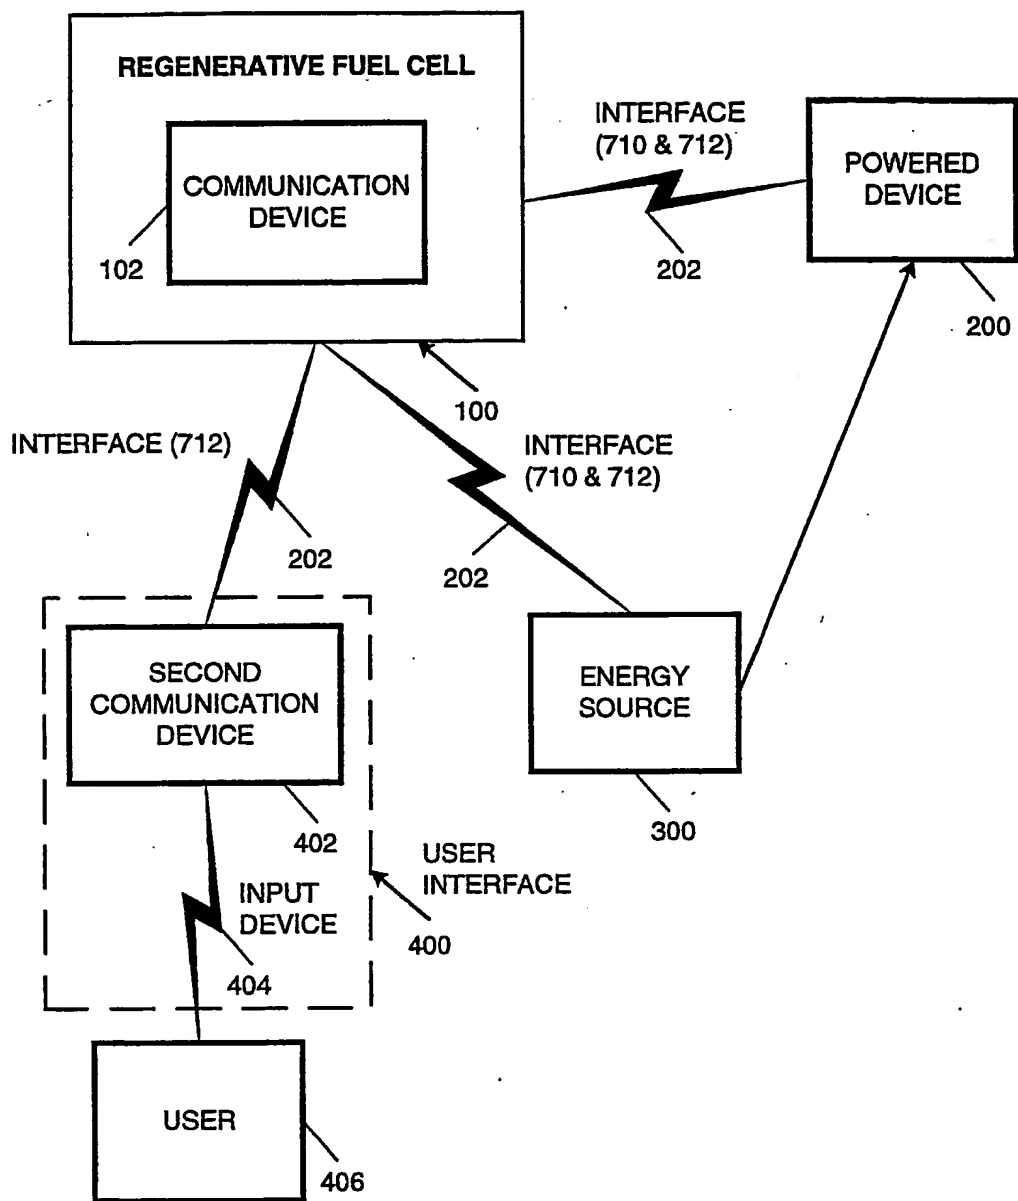 REGENERATIVE FUEL CELL
COMMUNICATION
DEVICE
102
INTERFACE
(710 & 712)
202
POWERED
DEVICE
200
100
INTERFACE (712)
202
INTERFACE
(710 & 712)
202
SECOND
COMMUNICATION
DEVICE
402
ENERGY
SOURCE
300
INPUT
DEVICE
404
USER
INTERFACE
400
USER
406